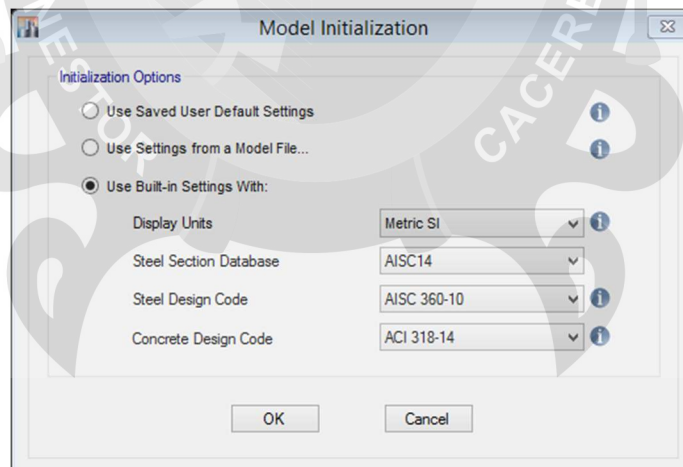 Model Initialization
Initialization Options
Use Saved User Default Settings
Use Settings from a Model File...
Use Built-in Settings With:
Display Units Metric SI
Steel Section Database AISC14
Steel Design Code AISC 360-10
Concrete Design Code ACI 318-14
OK Cancel
NESTOR